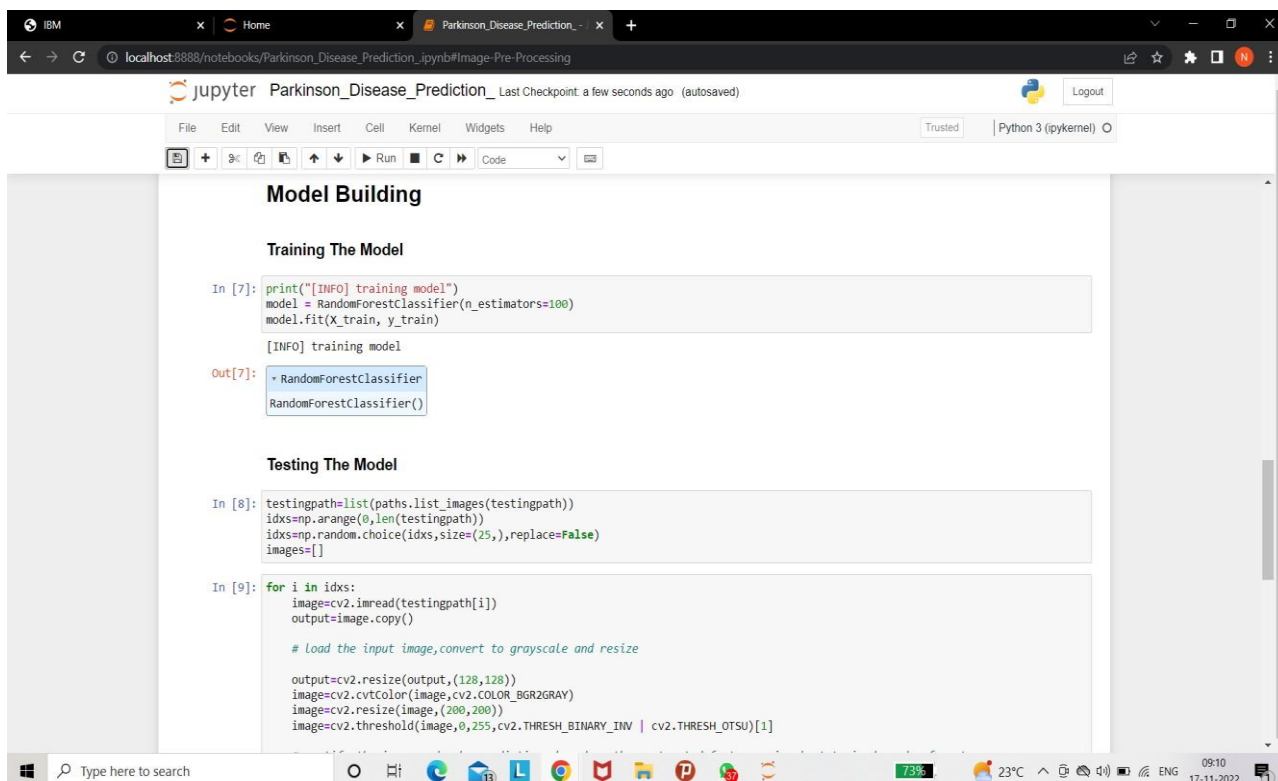 IBM
Home
Parkinson_Disease_Prediction_ -
localhost:8888/notebooks/Parkinson_Disease_Prediction_.ipynb#Image-Pre-Processing
N
jupyter Parkinson_Disease_Prediction_ Last Checkpoint: a few seconds ago (autosaved)
Logout
File Edit View Insert Cell Kernel Widgets Help
Trusted
Python 3 (ipykernel)
Run
Code
Model Building
Training The Model
In [7]: print("[INFO] training model")
model = RandomForestClassifier(n_estimators=100)
model.fit(X_train, y_train)
[INFO] training model
Out[7]: RandomForestClassifier
RandomForestClassifier()
Testing The Model
In [8]: testingpath=list(paths.list_images(testingpath))
idxs=np.arange(0,len(testingpath))
idxs=np.random.choice(idxs,size=(25,),replace=False)
images=[]
In [9]: for i in idxs:
image=cv2.imread(testingpath[i])
output=image.copy()
# load the input image,convert to grayscale and resize
output=cv2.resize(output,(128,128))
image=cv2.cvtColor(image,cv2.COLOR_BGR2GRAY)
image=cv2.resize(image,(200,200))
image=cv2.threshold(image,0,255,cv2.THRESH_BINARY_INV | cv2.THRESH_OTSU)[1]
Type here to search
13
L
37
73%
23°C
ENG
09:10
17-11-2022